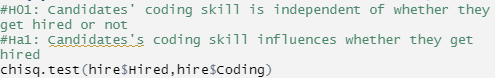 #HO1: Candidates' coding skill is independent of whether they
get hired or not
#Ha1: Candidates's coding skill influences whether they get
hired
chisq.test(hire$Hired,hire$Coding)